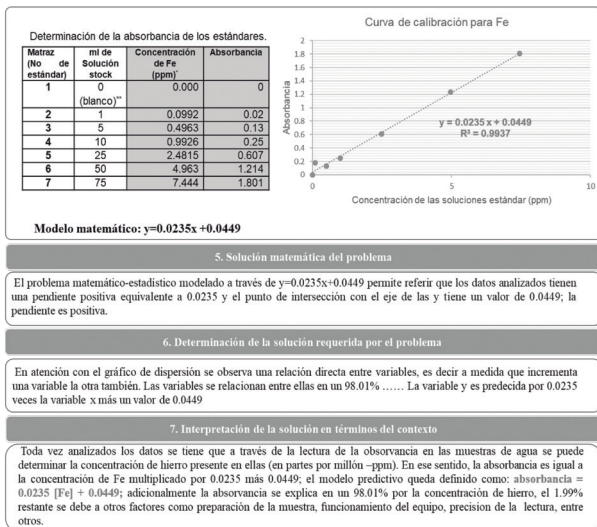 Determinación de la absorbancia de los estándares.
Matraz (No de estándar) ml de Solución stock Concentración de Fe (ppm)* Absorbancia
1 0 (blanco)** 0.000 0
2 1 0.0992 0.02
3 5 0.4963 0.13
4 10 0.9926 0.25
5 25 2.4815 0.607
6 50 4.963 1.214
7 75 7.444 1.801
Curva de calibración para Fe
Absorbancia
2
1.8
1.6
1.4
1.2
1
0.8
0.6
0.4
0.2
0
y = 0.0235 x + 0.0449
R² = 0.9937
0 5 10
Concentración de las soluciones estándar (ppm)
Modelo matemático: y=0.0235x +0.0449
5. Solución matemática del problema
El problema matemático-estadístico modelado a través de y=0.0235x+0.0449 permite referir que los datos analizados tienen
una pendiente positiva equivalente a 0.0235 y el punto de intersección con el eje de las y tiene un valor de 0.0449; la
pendiente es positiva.
6. Determinación de la solución requerida por el problema
En atención con el gráfico de dispersión se observa una relación directa entre variables, es decir a medida que incrementa
una variable la otra también. Las variables se relacionan entre ellas en un 98.01% …… La variable y es predecida por 0.0235
veces la variable x más un valor de 0.0449
7. Interpretación de la solución en términos del contexto
Toda vez analizados los datos se tiene que a través de la lectura de la observancia en las muestras de agua se puede
determinar la concentración de hierro presente en ellas (en partes por millón –ppm). En ese sentido, la absorbancia es igual a
la concentración de Fe multiplicado por 0.0235 más 0.0449; el modelo predictivo queda definido como: absorbancia =
0.0235 [Fe] + 0.0449; adicionalmente la absorvancia se explica en un 98.01% por la concentración de hierro, el 1.99%
restante se debe a otros factores como preparación de la muestra, funcionamiento del equipo, precision de la lectura, entre
otros.